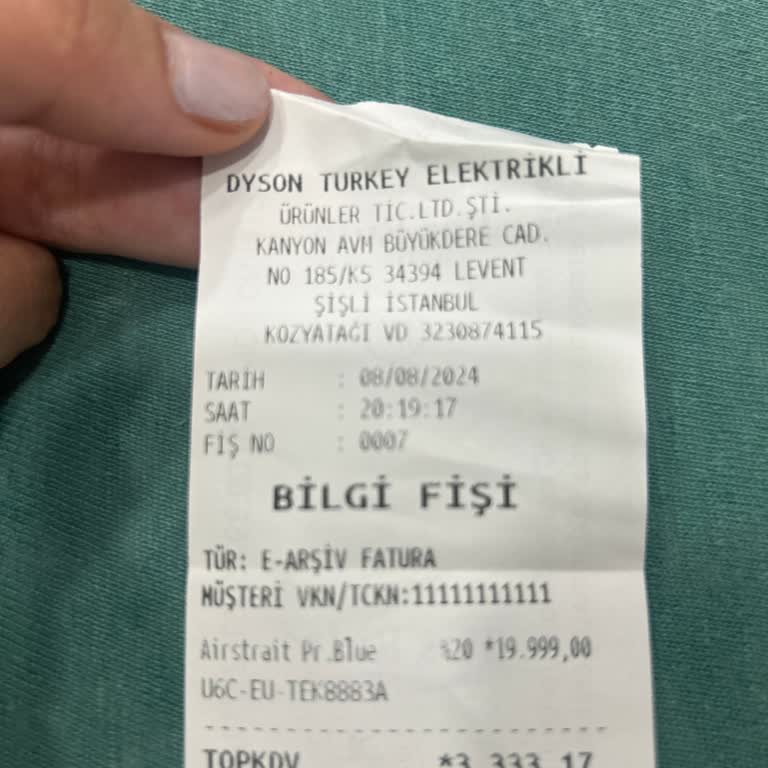 DYSON TURKEY ELEKTRİKLİ
ÜRÜNLER TİC.LTD.ŞTİ.
KANYON AVM BÜYÜKDERE CAD.
NO 185/K5 34394 LEVENT
ŞİŞLİ İSTANBUL
KOZYATAĞI VD 3230874115
TARİH : 08/08/2024
SAAT : 20:19:17
FİŞ NO : 0007
BİLGİ FİŞİ
TÜR: E-ARŞİV FATURA
MÜŞTERİ VKN/TCKN:11111111111
Airstrait Pr.Blue %20 *19.999,00
U6C-EU-TEK8883A
TOPKDV *3.333,17